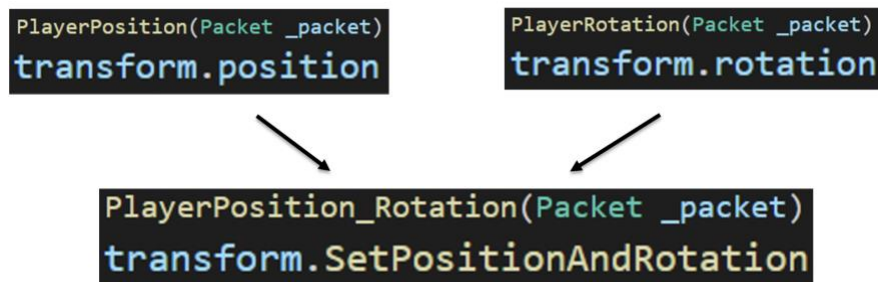 PlayerPosition(Packet _packet)
transform.position
PlayerRotation(Packet _packet)
transform.rotation
PlayerPosition_Rotation(Packet _packet)
transform.SetPositionAndRotation